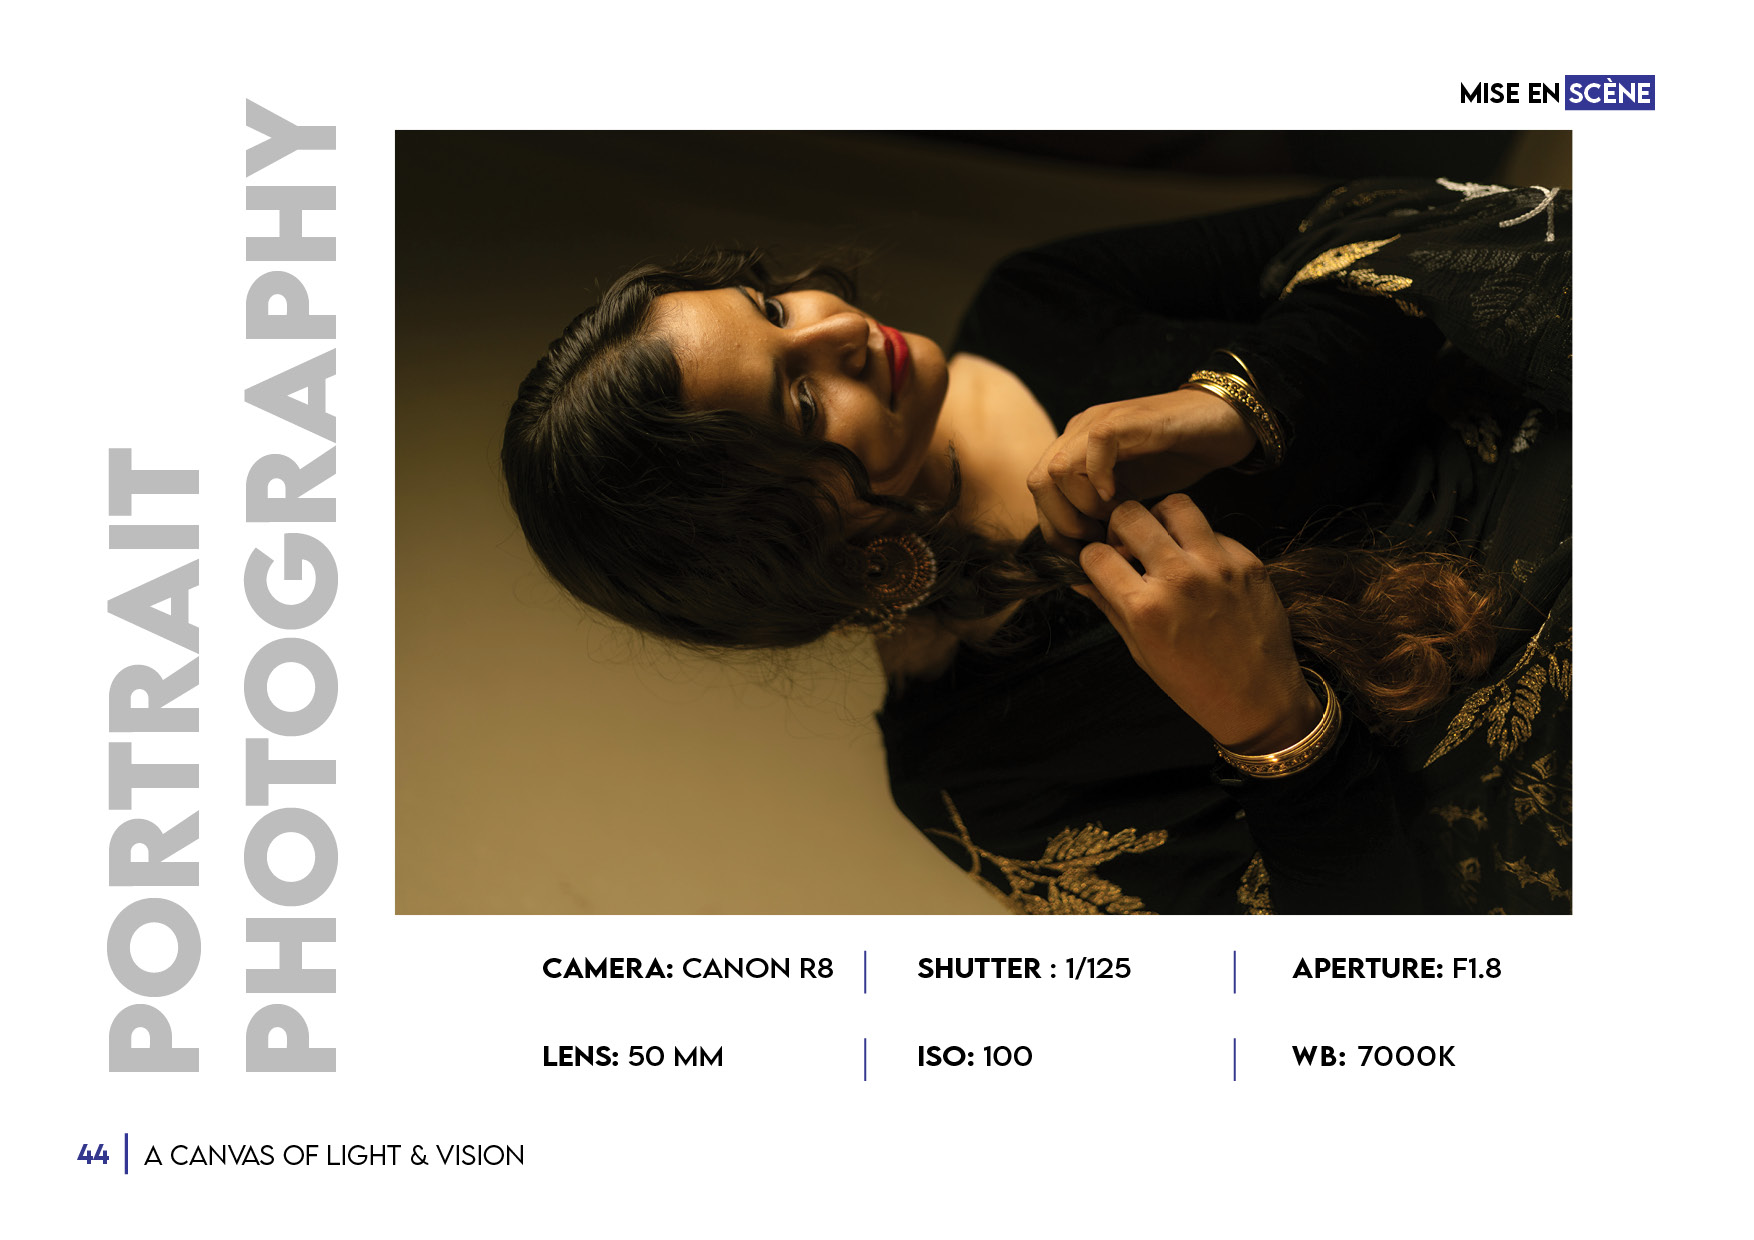 MISE EN SCÈNE
PORTRAIT
PHOTOGRAPHY
CAMERA: CANON R8
SHUTTER : 1/125
APERTURE: F1.8
LENS: 50 MM
ISO: 100
WB: 7000K
44
A CANVAS OF LIGHT & VISION